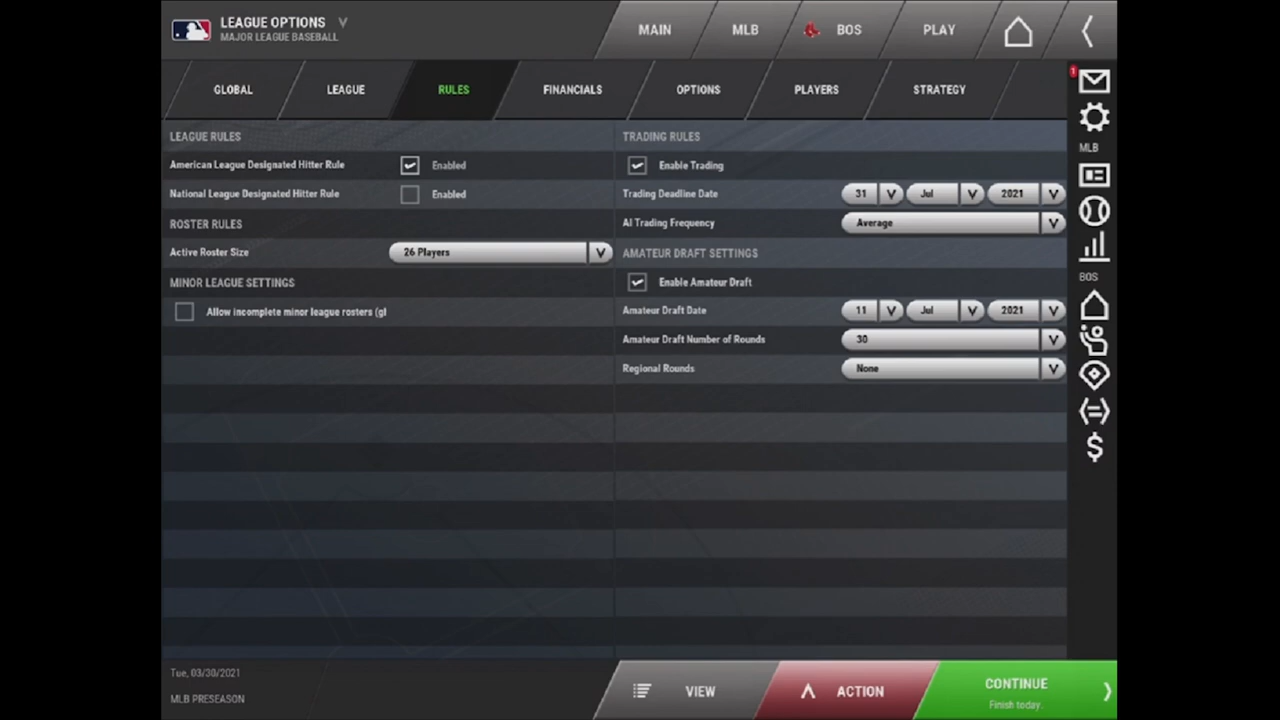 LEAGUE OPTIONS V
MAJOR LEAGUE BASEBALL
MAIN
MLB
BOS
PLAY
GLOBAL
LEAGUE
RULES
FINANCIALS
OPTIONS
PLAYERS
STRATEGY
1
MLB
BOS
LEAGUE RULES
American League Designated Hitter Rule Enabled
National League Designated Hitter Rule Enabled
ROSTER RULES
Active Roster Size 26 Players
MINOR LEAGUE SETTINGS
Allow incomplete minor league rosters (gl
TRADING RULES
Enable Trading
Trading Deadline Date 31 Jul 2021
AI Trading Frequency Average
AMATEUR DRAFT SETTINGS
Enable Amateur Draft
Amateur Draft Date 11 Jul 2021
Amateur Draft Number of Rounds 30
Regional Rounds None
Tue, 03/30/2021
MLB PRESEASON
VIEW
ACTION
CONTINUE
Finish today.